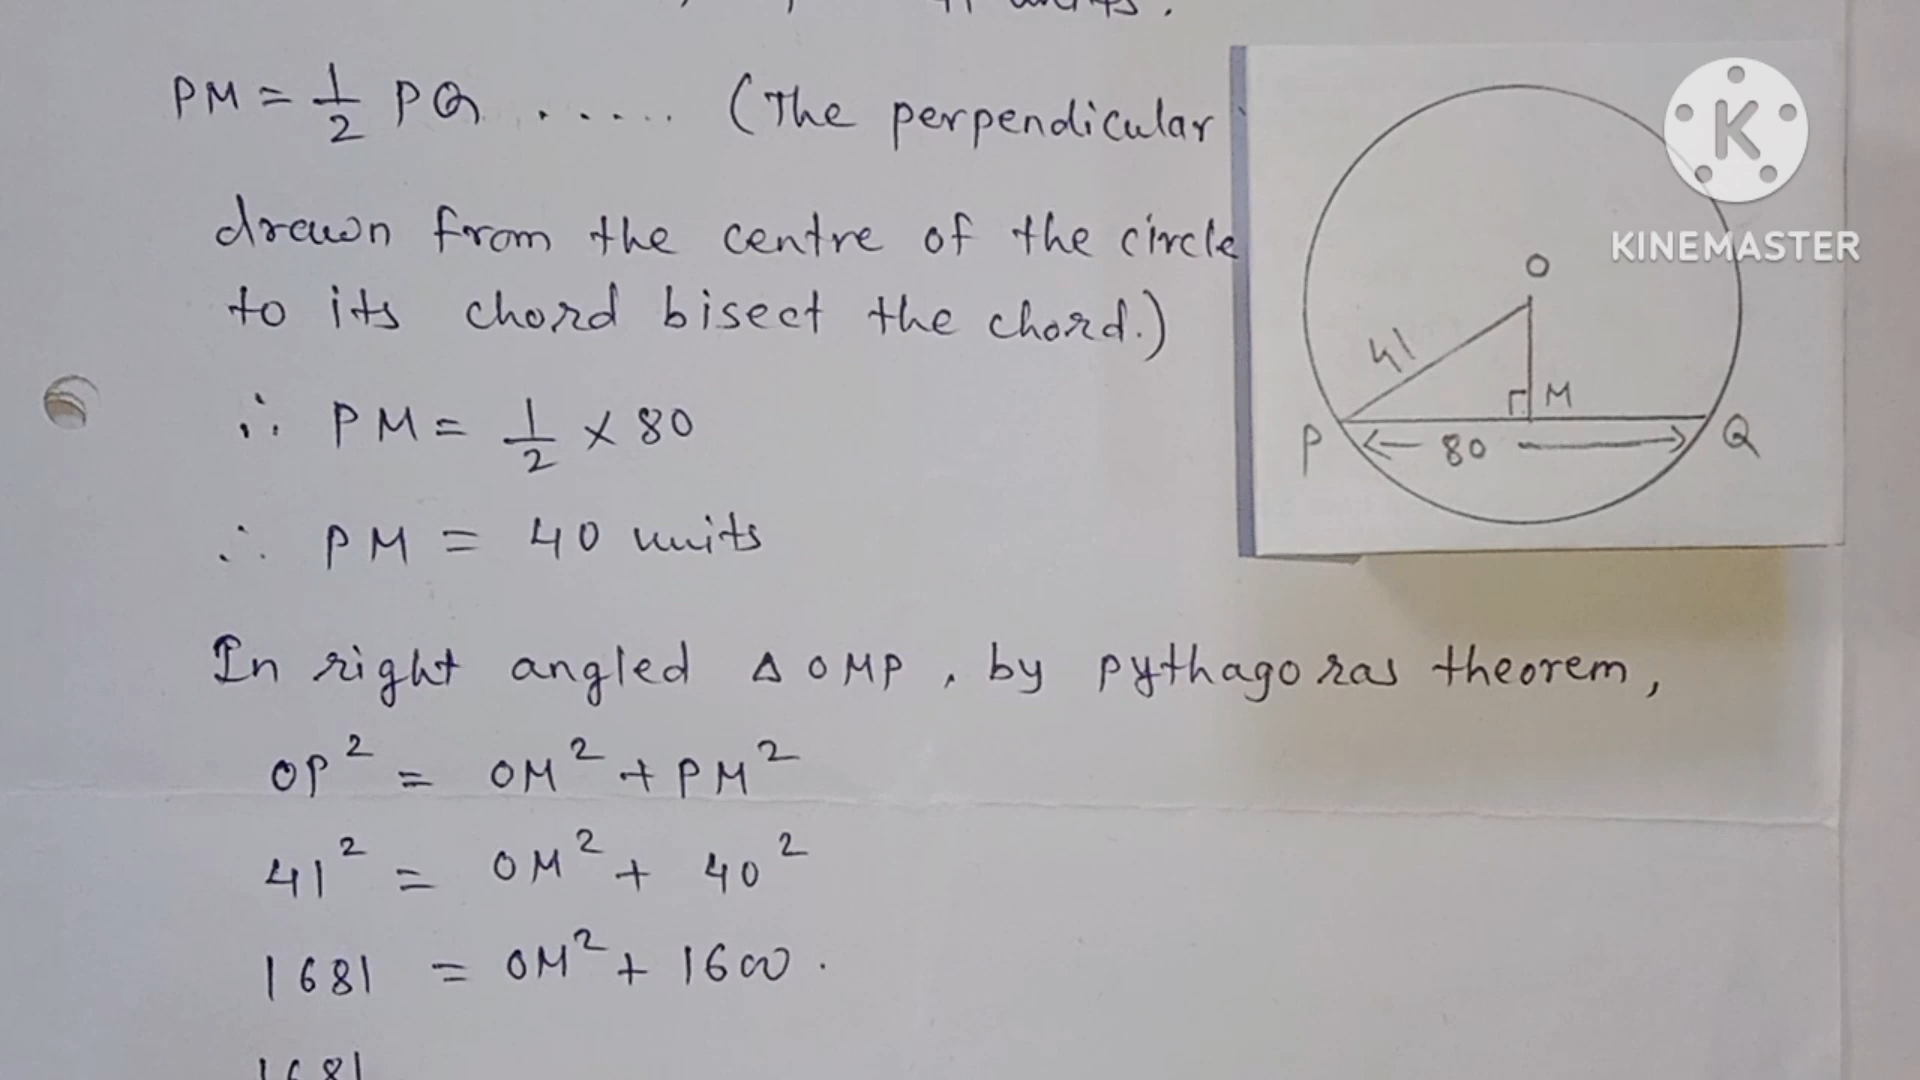 PM = 1/2 PQ ...... (The perpendicular
drawn from the centre of the circle
to its chord bisect the chord.)
∴ PM = 1/2 × 80
∴ PM = 40 units
In right angled Δ OMP, by pythagoras theorem,
OP² = OM² + PM²
41² = OM² + 40²
1681 = OM² + 1600.
1681
K
KINEMASTER
O
41
M
P
80
Q